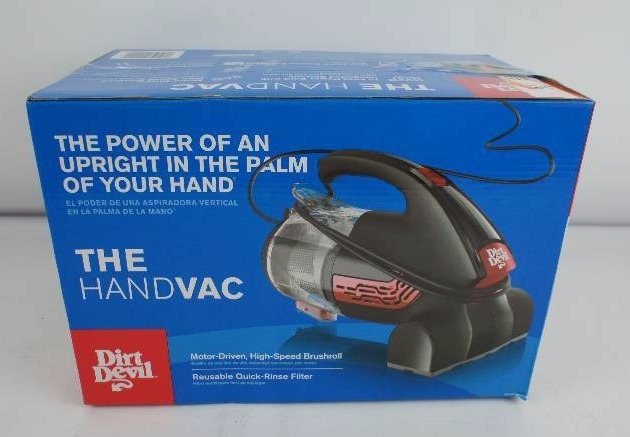 THE HANDVAC
THE POWER OF AN
UPRIGHT IN THE PALM
OF YOUR HAND
EL PODER DE UNA ASPIRADORA VERTICAL
EN LA PALMA DE LA MANO
THE
HANDVAC
Dirt
Devil
Dirt
Devil
Motor-Driven, High-Speed Brushroll
Reusable Quick-Rinse Filter